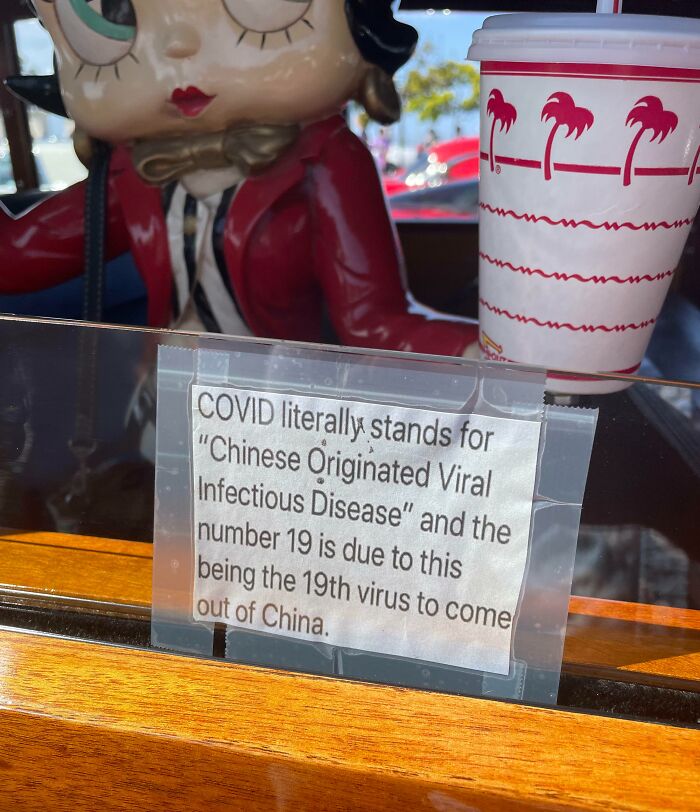 COVID literally stands for
"Chinese Originated Viral
Infectious Disease" and the
number 19 is due to this
being the 19th virus to come
out of China.